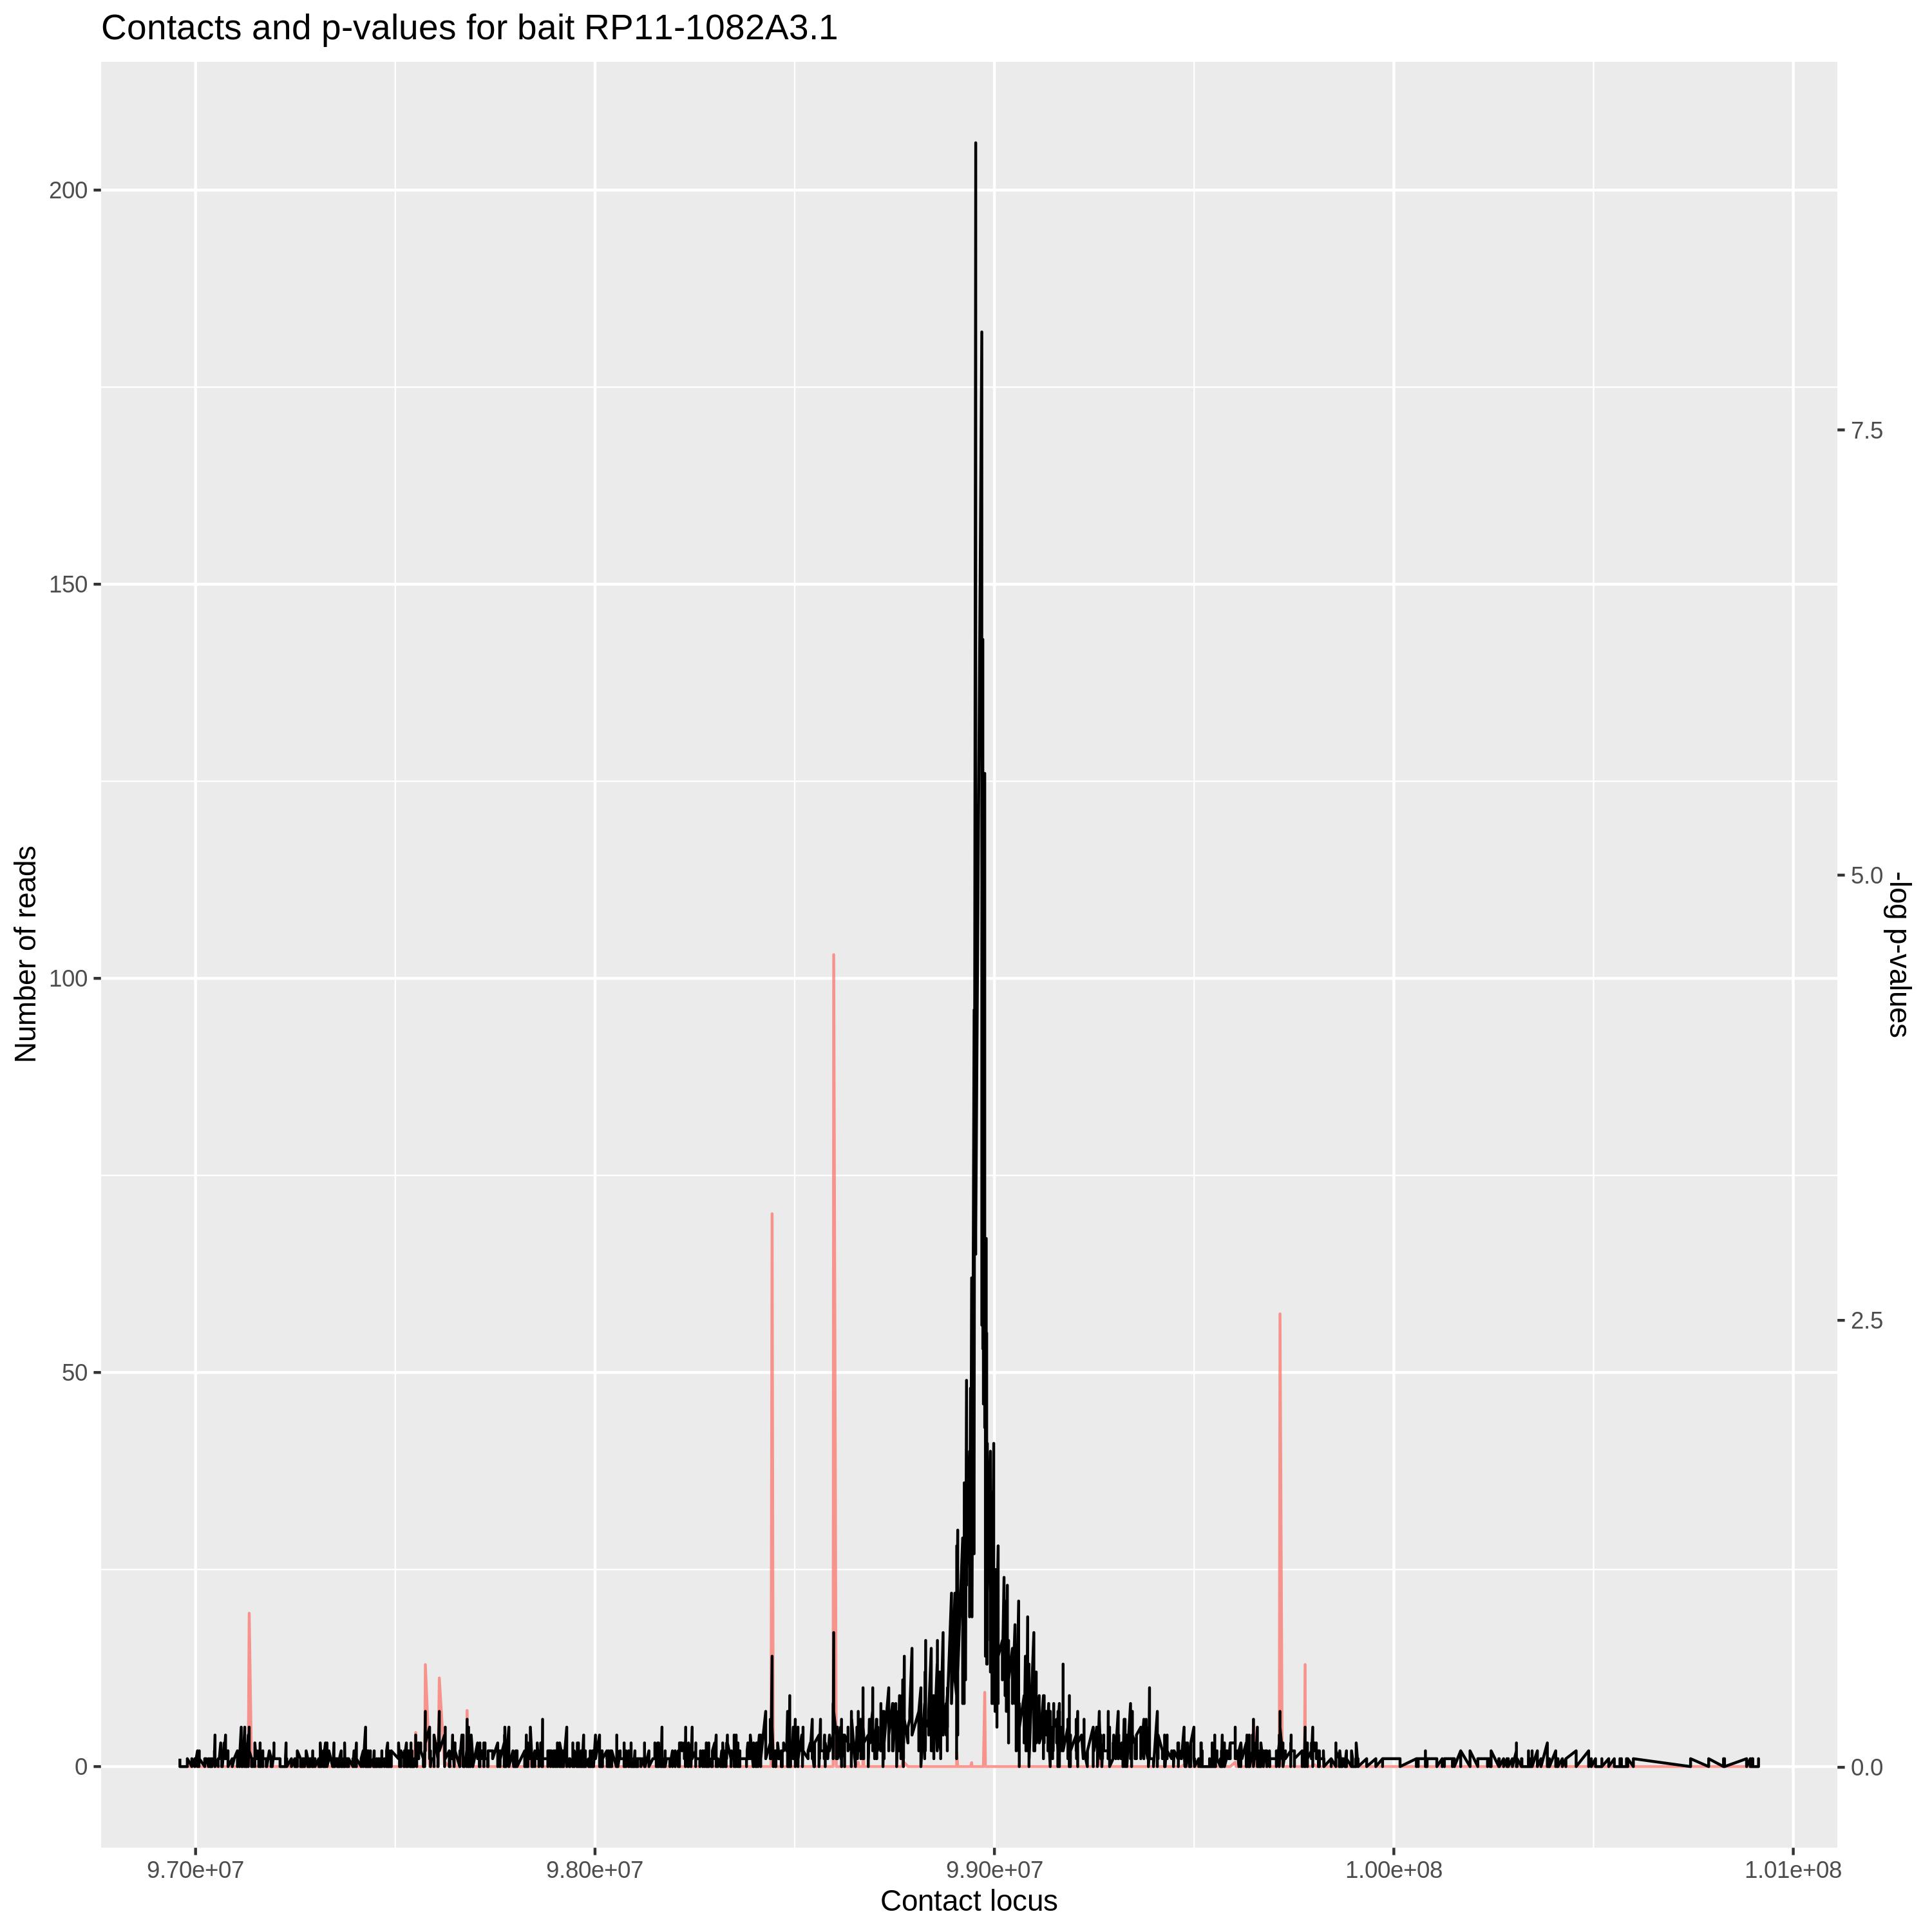 Contacts and p-values for bait RP11-1082A3.1
200
150
100
50
0
Number of reads
7.5
5.0
2.5
0.0
-log p-values
9.70e+07 9.80e+07 9.90e+07 1.00e+08 1.01e+08
Contact locus